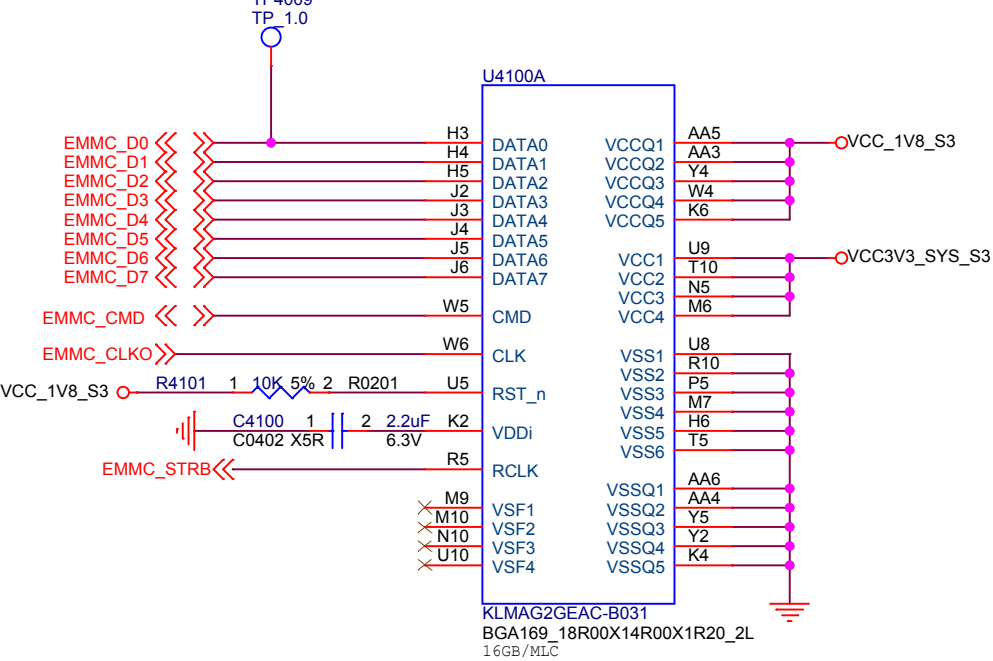 TP4009
TP_1.0
U4100A
EMMC_D0 H3 DATA0 VCCQ1 AA5 VCC_1V8_S3
EMMC_D1 H4 DATA1 VCCQ2 AA3
EMMC_D2 H5 DATA2 VCCQ3 Y4
EMMC_D3 J2 DATA3 VCCQ4 W4
EMMC_D4 J3 DATA4 VCCQ5 K6
EMMC_D5 J4 DATA5
EMMC_D6 J5 DATA6 VCC1 U9 VCC3V3_SYS_S3
EMMC_D7 J6 DATA7 VCC2 T10
VCC3 N5
EMMC_CMD W5 CMD VCC4 M6
EMMC_CLKO W6 CLK VSS1 U8
VSS2 R10
VCC_1V8_S3 R4101 1 10K 5% 2 R0201 U5 RST_n VSS3 P5
VSS4 M7
C4100 1 2 2.2uF K2 VDDi VSS5 H6
C0402 X5R 6.3V
VSS6 T5
EMMC_STRB R5 RCLK
VSSQ1 AA6
M9 VSF1 VSSQ2 AA4
M10 VSF2 VSSQ3 Y5
N10 VSF3 VSSQ4 Y2
U10 VSF4 VSSQ5 K4
KLMAG2GEAC-B031
BGA169_18R00X14R00X1R20_2L
16GB/MLC